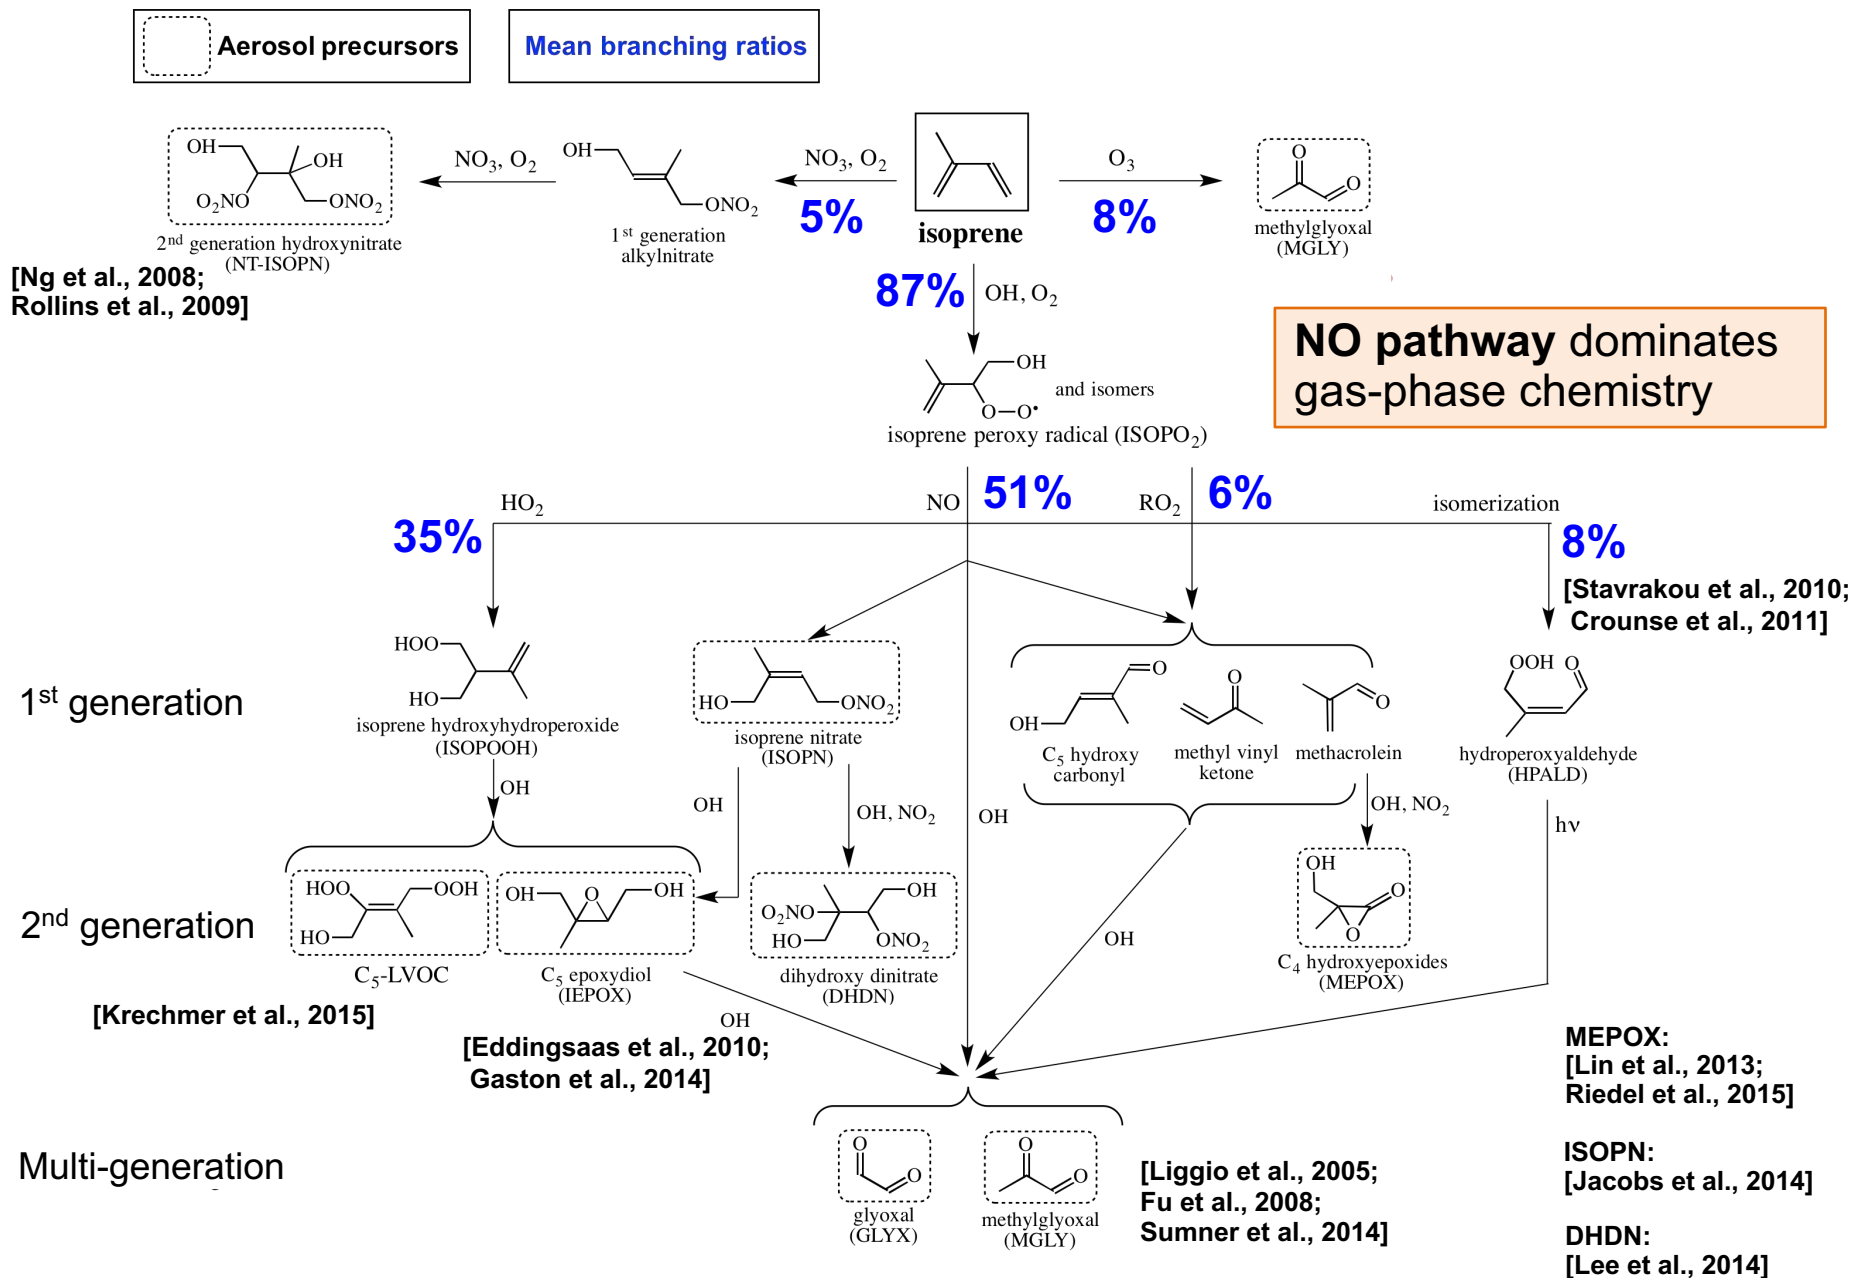 Aerosol precursors
Mean branching ratios
OH
OH
O₂NO
ONO₂
2nd generation hydroxynitrate
(NT-ISOPN)
[Ng et al., 2008;
Rollins et al., 2009]
NO₃, O₂
OH
ONO₂
1st generation
alkylnitrate
NO₃, O₂
5%
isoprene
O₃
8%
O
O
methylglyoxal
(MGLY)
87%
OH, O₂
NO pathway dominates
gas-phase chemistry
OH
O—O•
and isomers
isoprene peroxy radical (ISOPO₂)
HO₂
35%
NO
51%
RO₂
6%
isomerization
8%
[Stavrakou et al., 2010;
Crounse et al., 2011]
1st generation
HOO
HO
isoprene hydroxyhydroperoxide
(ISOPOOH)
OH
HO
ONO₂
isoprene nitrate
(ISOPN)
OH
OH, NO₂
OH
O
OH
C₅ hydroxy
carbonyl
O
methyl vinyl
ketone
O
methacrolein
OH, NO₂
OOH O
hydroperoxyaldehyde
(HPALD)
hν
2nd generation
HOO
OOH
HO
C₅-LVOC
[Krechmer et al., 2015]
OH
O
OH
C₅ epoxydiol
(IEPOX)
OH
[Eddingsaas et al., 2010;
Gaston et al., 2014]
OH
O₂NO
HO
ONO₂
dihydroxy dinitrate
(DHDN)
OH
OH
O
O
C₄ hydroxyepoxides
(MEPOX)
Multi-generation
O
O
glyoxal
(GLYX)
O
O
methylglyoxal
(MGLY)
[Liggio et al., 2005;
Fu et al., 2008;
Sumner et al., 2014]
MEPOX:
[Lin et al., 2013;
Riedel et al., 2015]
ISOPN:
[Jacobs et al., 2014]
DHDN:
[Lee et al., 2014]